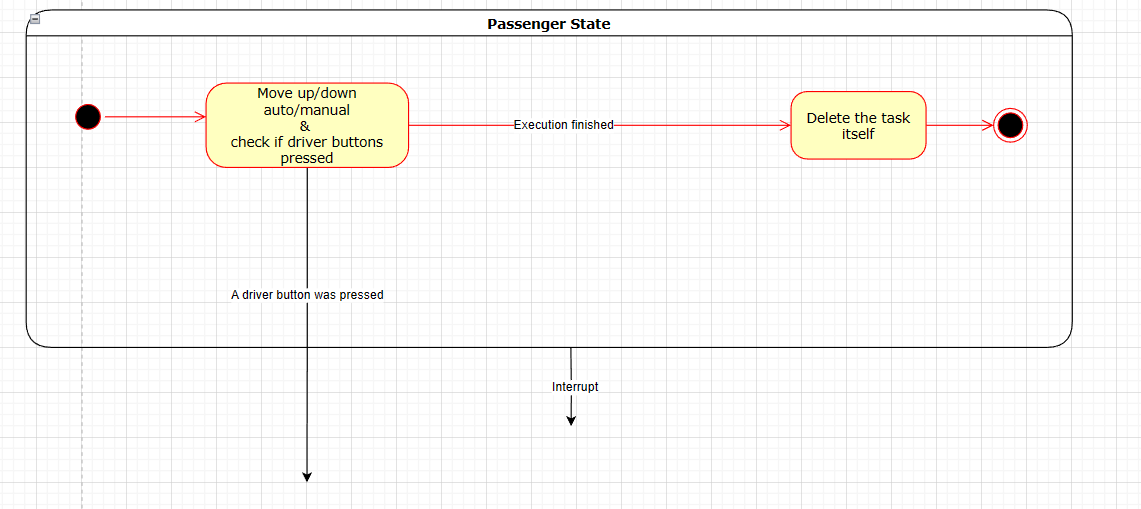 Passenger State
Move up/down
auto/manual
&
check if driver buttons
pressed
Execution finished
Delete the task
itself
A driver button was pressed
Interrupt